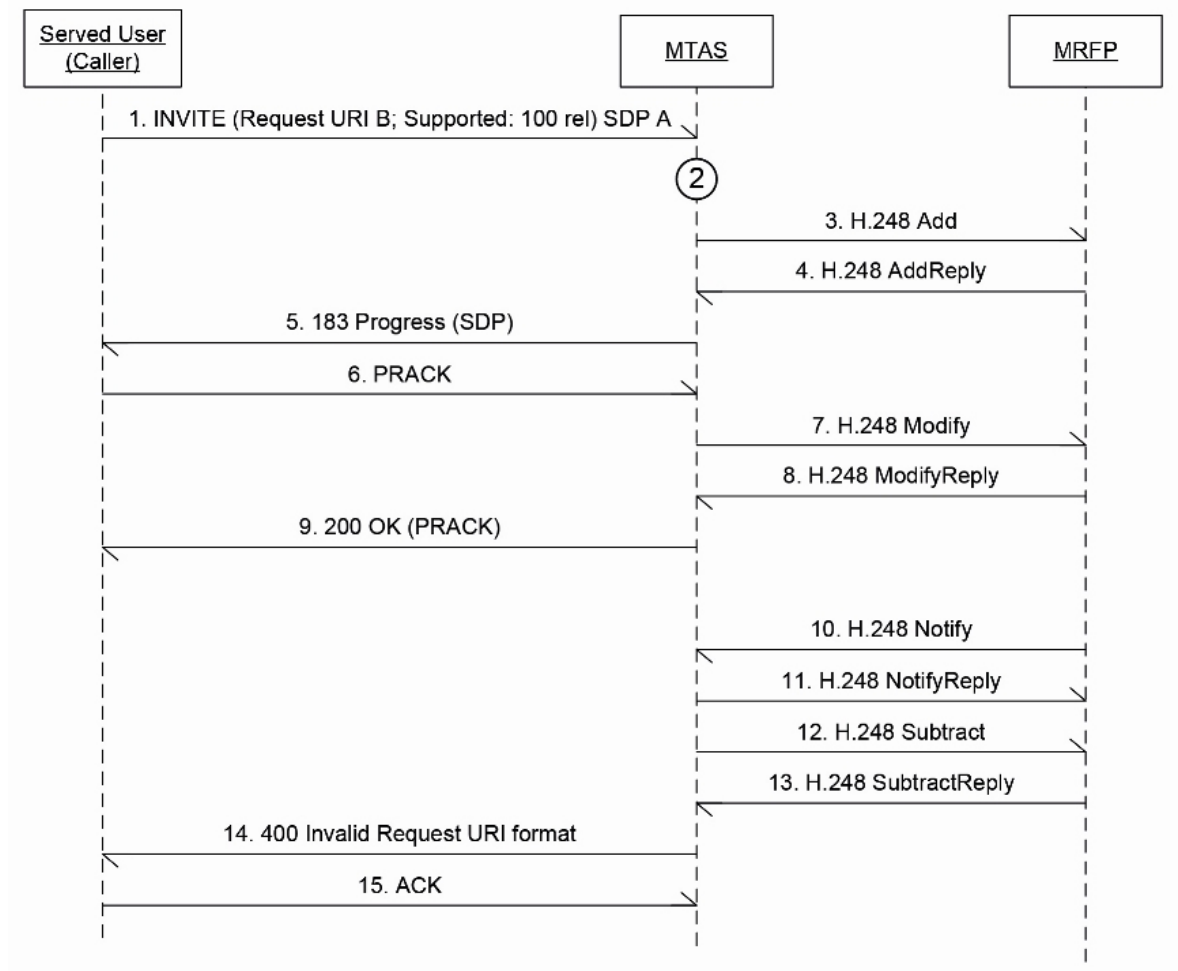 Served User
(Caller)
MTAS
MRFP
1. INVITE (Request URI B; Supported: 100 rel) SDP A
2
3. H.248 Add
4. H.248 AddReply
5. 183 Progress (SDP)
6. PRACK
7. H.248 Modify
8. H.248 ModifyReply
9. 200 OK (PRACK)
10. H.248 Notify
11. H.248 NotifyReply
12. H.248 Subtract
13. H.248 SubtractReply
14. 400 Invalid Request URI format
15. ACK